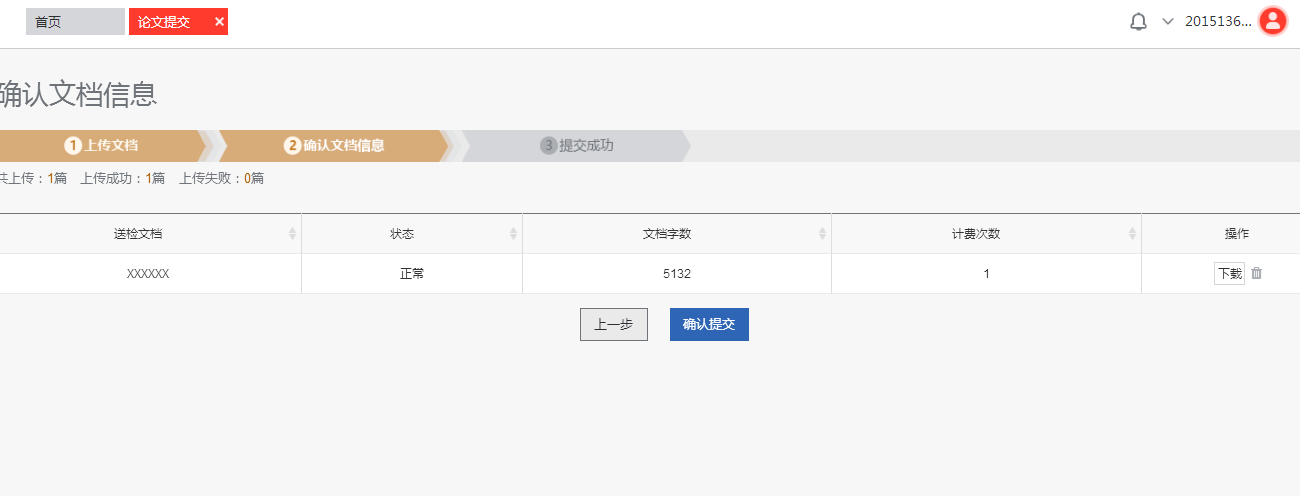 首页 论文提交 × 2015136...
确认文档信息
1 上传文档 2 确认文档信息 3 提交成功
共上传：1篇 上传成功：1篇 上传失败：0篇
送检文档 状态 文档字数 计费次数 操作
XXXXXX 正常 5132 1 下载
上一步 确认提交